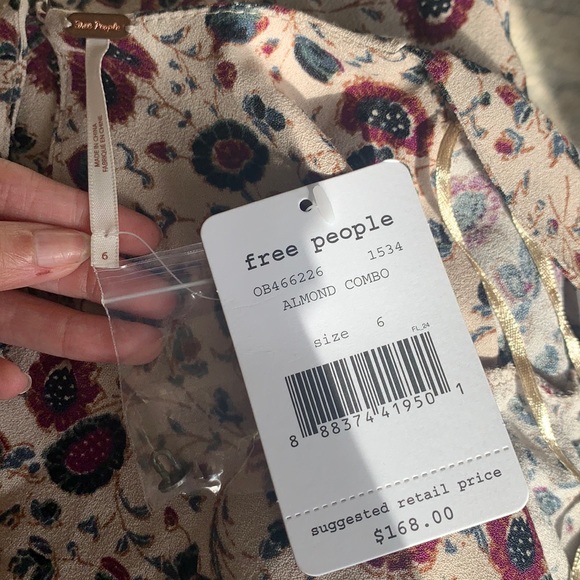 free people
MADE IN CHINA
FABRIQUE EN CHINE
6
free people
OB466226 1534
ALMOND COMBO
size 6
FL_24
8 88374 41950 1
suggested retail price
$168.00